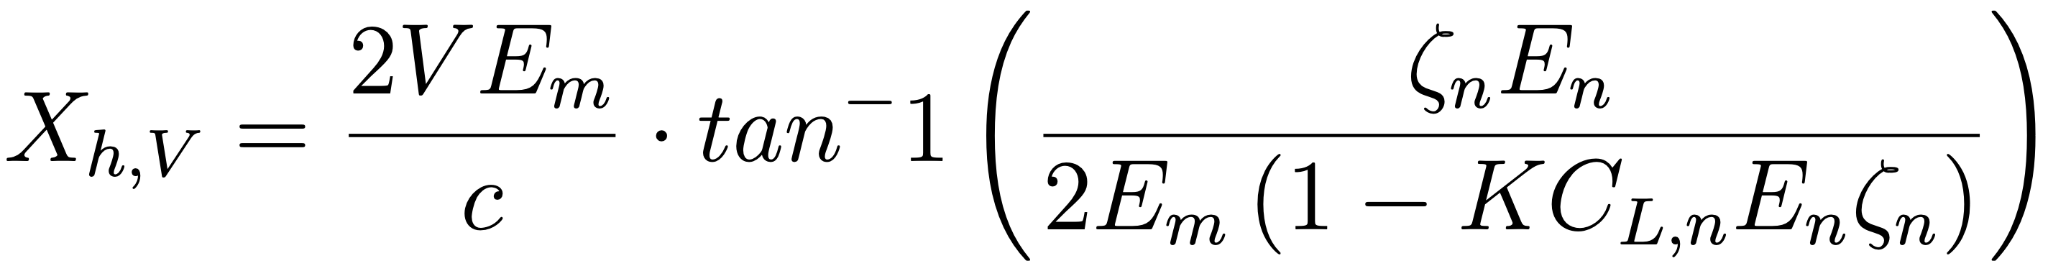 X_{h,V} = \frac{2VE_m}{c} \cdot tan^-1 \left( \frac{\zeta_n E_n}{2E_m (1 - KC_{L,n} E_n \zeta_n)} \right)